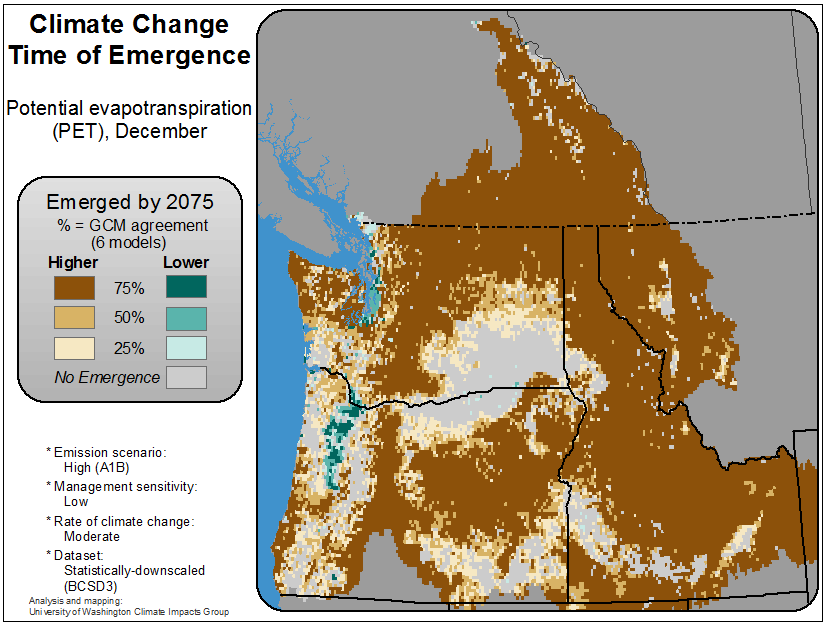 Climate Change
Time of Emergence
Potential evapotranspiration
(PET), December
Emerged by 2075
% = GCM agreement
(6 models)
Higher Lower
75%
50%
25%
No Emergence
* Emission scenario:
High (A1B)
* Management sensitivity:
Low
* Rate of climate change:
Moderate
* Dataset:
Statistically-downscaled
(BCSD3)
Analysis and mapping:
University of Washington Climate Impacts Group